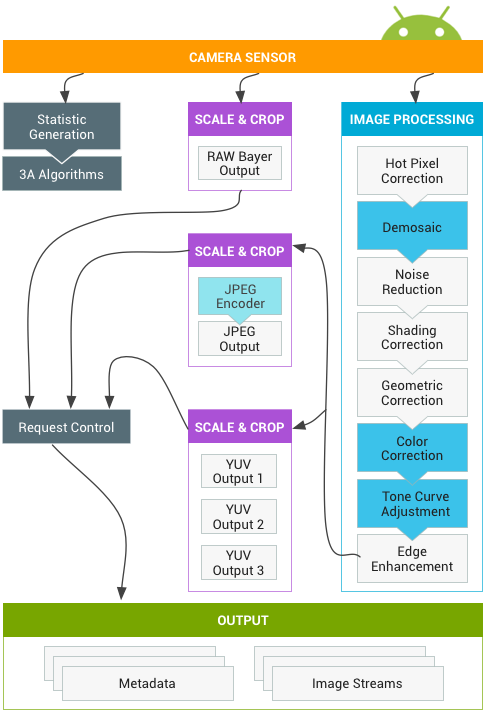 CAMERA SENSOR
Statistic
Generation
3A Algorithms
SCALE & CROP
RAW Bayer
Output
SCALE & CROP
JPEG
Encoder
JPEG
Output
SCALE & CROP
YUV
Output 1
YUV
Output 2
YUV
Output 3
IMAGE PROCESSING
Hot Pixel
Correction
Demosaic
Noise
Reduction
Shading
Correction
Geometric
Correction
Color
Correction
Tone Curve
Adjustment
Edge
Enhancement
Request Control
OUTPUT
Metadata
Image Streams